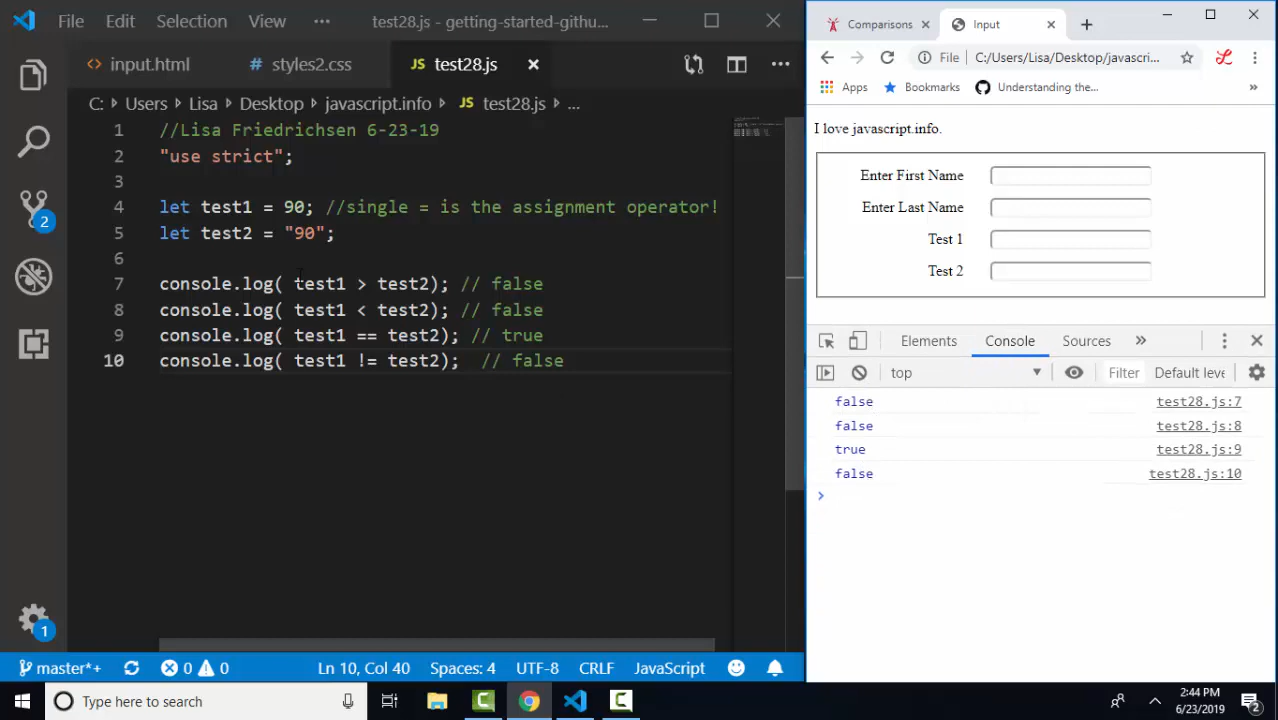 File Edit Selection View ··· test28.js - getting-started-githu...
input.html # styles2.css JS test28.js
C: Users Lisa Desktop javascript.info JS test28.js ...
1 //Lisa Friedrichsen 6-23-19
2 "use strict";
3
4 let test1 = 90; //single = is the assignment operator!
5 let test2 = "90";
6
7 console.log( test1 > test2); // false
8 console.log( test1 < test2); // false
9 console.log( test1 == test2); // true
10 console.log( test1 != test2);  // false
2
1
master*+ 0 0 Ln 10, Col 40 Spaces: 4 UTF-8 CRLF JavaScript
Comparisons Input
File C:/Users/Lisa/Desktop/javascri...
Apps Bookmarks Understanding the... »
I love javascript.info.
Enter First Name
Enter Last Name
Test 1
Test 2
Elements Console Sources »
top Filter Default leve
false test28.js:7
false test28.js:8
true test28.js:9
false test28.js:10
Type here to search
2:44 PM
6/23/2019
2